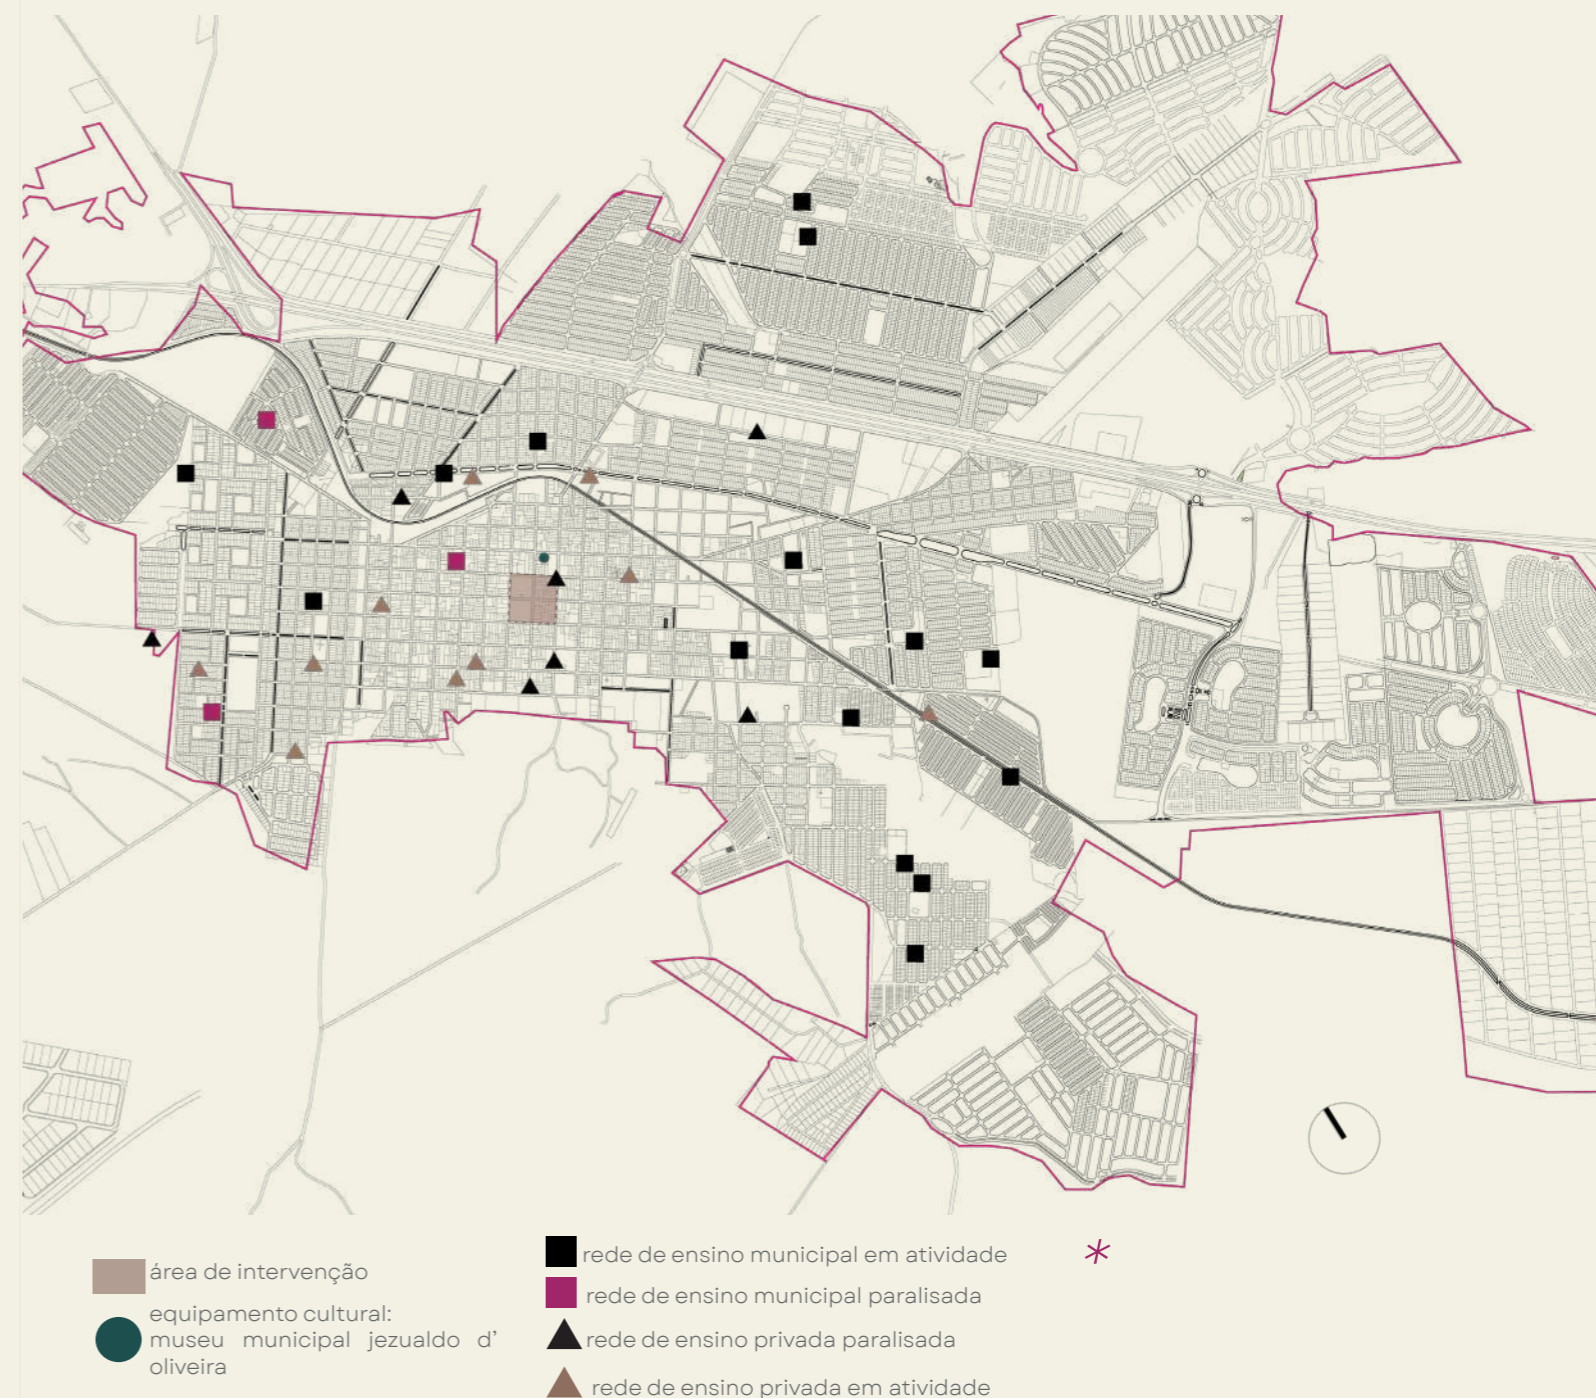 área de intervenção
equipamento cultural:
museu municipal jezualdo d'
oliveira
rede de ensino municipal em atividade
*
rede de ensino municipal paralisada
rede de ensino privada paralisada
rede de ensino privada em atividade